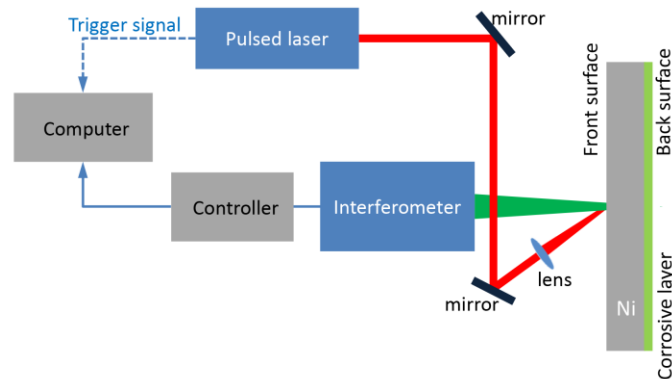 Trigger signal
Pulsed laser
mirror
Computer
Controller
Interferometer
mirror
lens
Front surface
Back surface
Ni
Corrosive layer